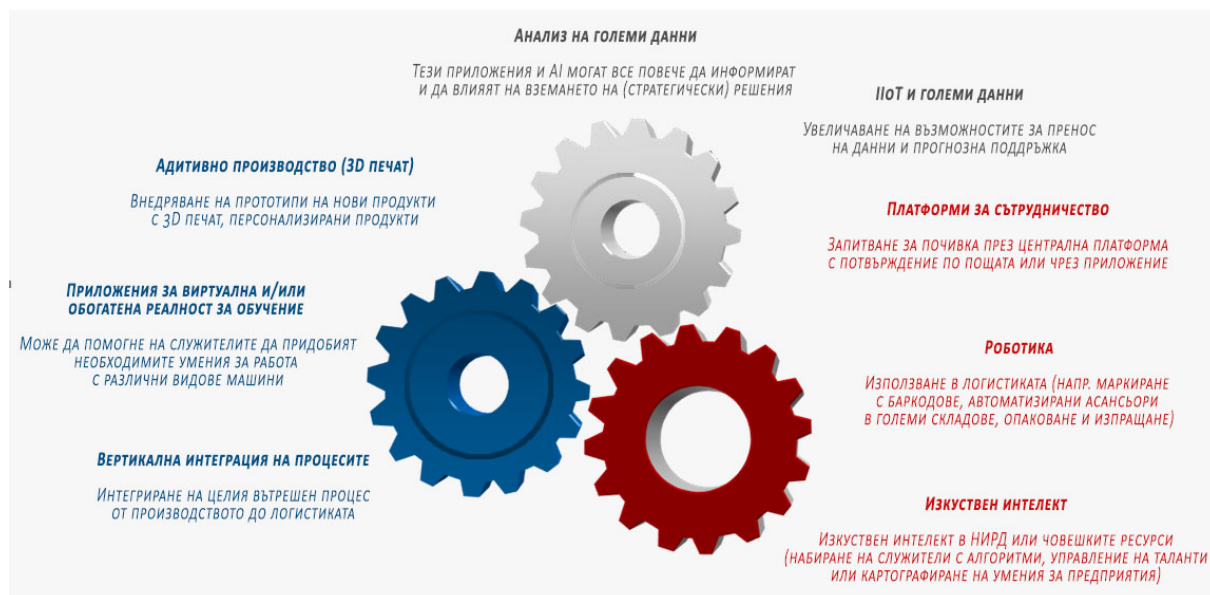 Анализ на големи данни
Тези приложения и AI могат все повече да информират
и да влияят на вземането на (стратегически) решения
IIoT и големи данни
Увеличаване на възможностите за пренос
на данни и прогнозна поддръжка
Адитивно производство (3D печат)
Внедряване на прототипи на нови продукти
с 3D печат, персонализирани продукти
Платформи за сътрудничество
Запитване за почивка през централна платформа
с потвърждение по пощата или чрез приложение
Приложения за виртуална и/или
обогатена реалност за обучение
Може да помогне на служителите да придобият
необходимите умения за работа
с различни видове машини
Роботика
Използване в логистиката (напр. маркиране
с баркодове, автоматизирани асансьори
в големи складове, опаковане и изпращане)
Вертикална интеграция на процесите
Интегриране на целия вътрешен процес
от производството до логистиката
Изкуствен интелект
Изкуствен интелект в НИРД или човешките ресурси
(набиране на служители с алгоритми, управление на таланти
или картографиране на умения за предприятия)